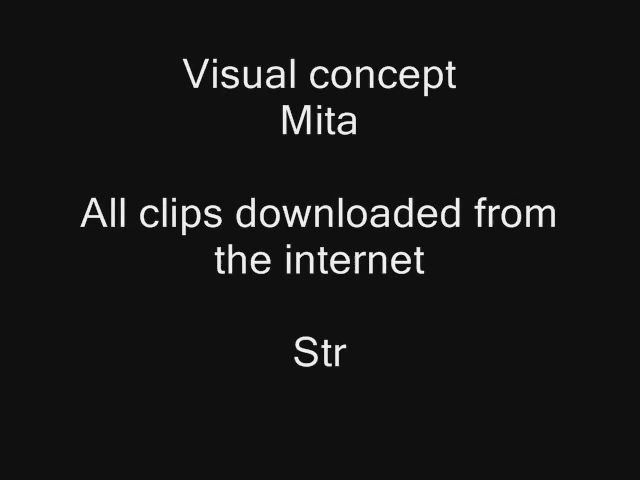 Visual concept
Mita
All clips downloaded from
the internet
Str